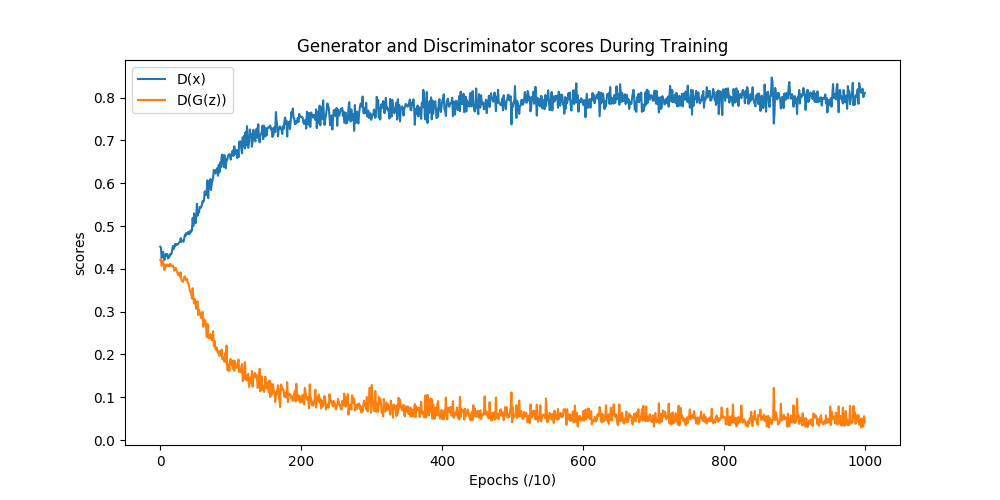 Generator and Discriminator scores During Training
D(x)
D(G(z))
scores
0.8
0.7
0.6
0.5
0.4
0.3
0.2
0.1
0.0
0 200 400 600 800 1000
Epochs (/10)